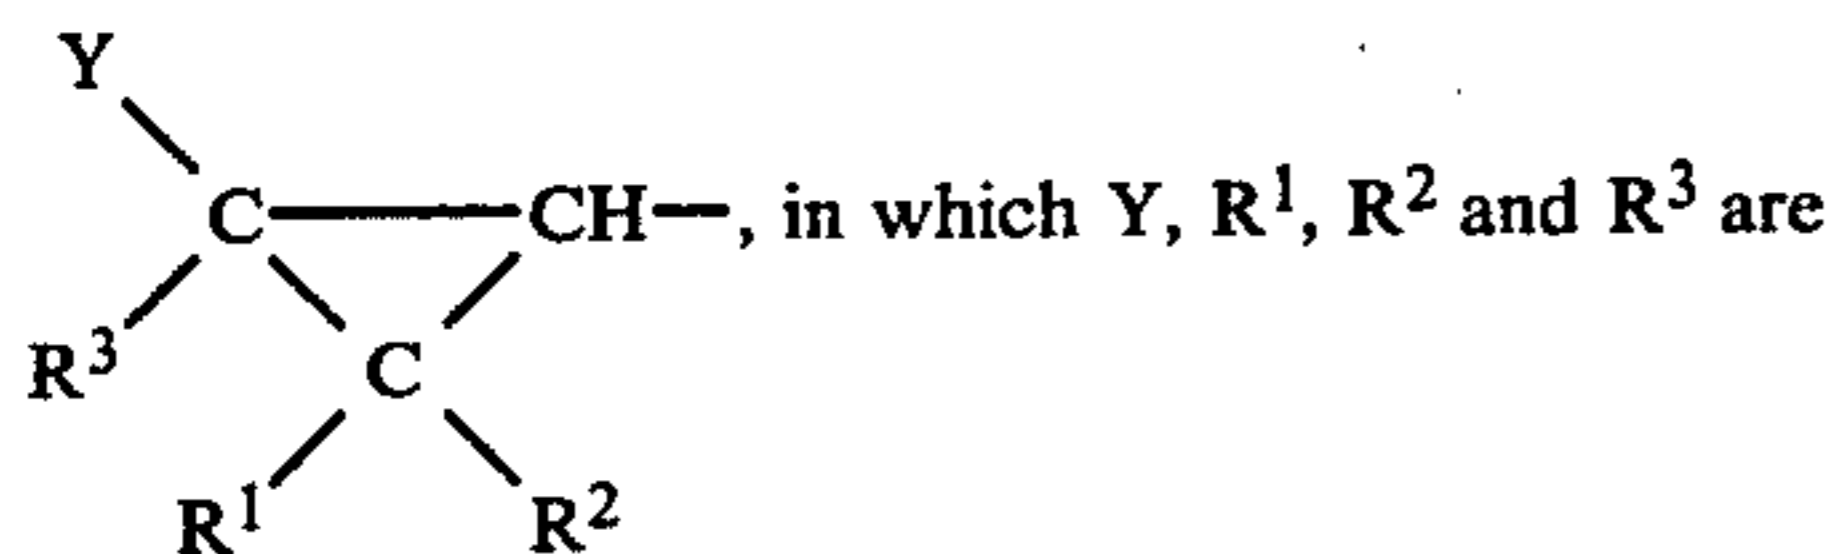 Y
C CH—, in which Y, R¹, R² and R³ are
R³
C
R¹ R²